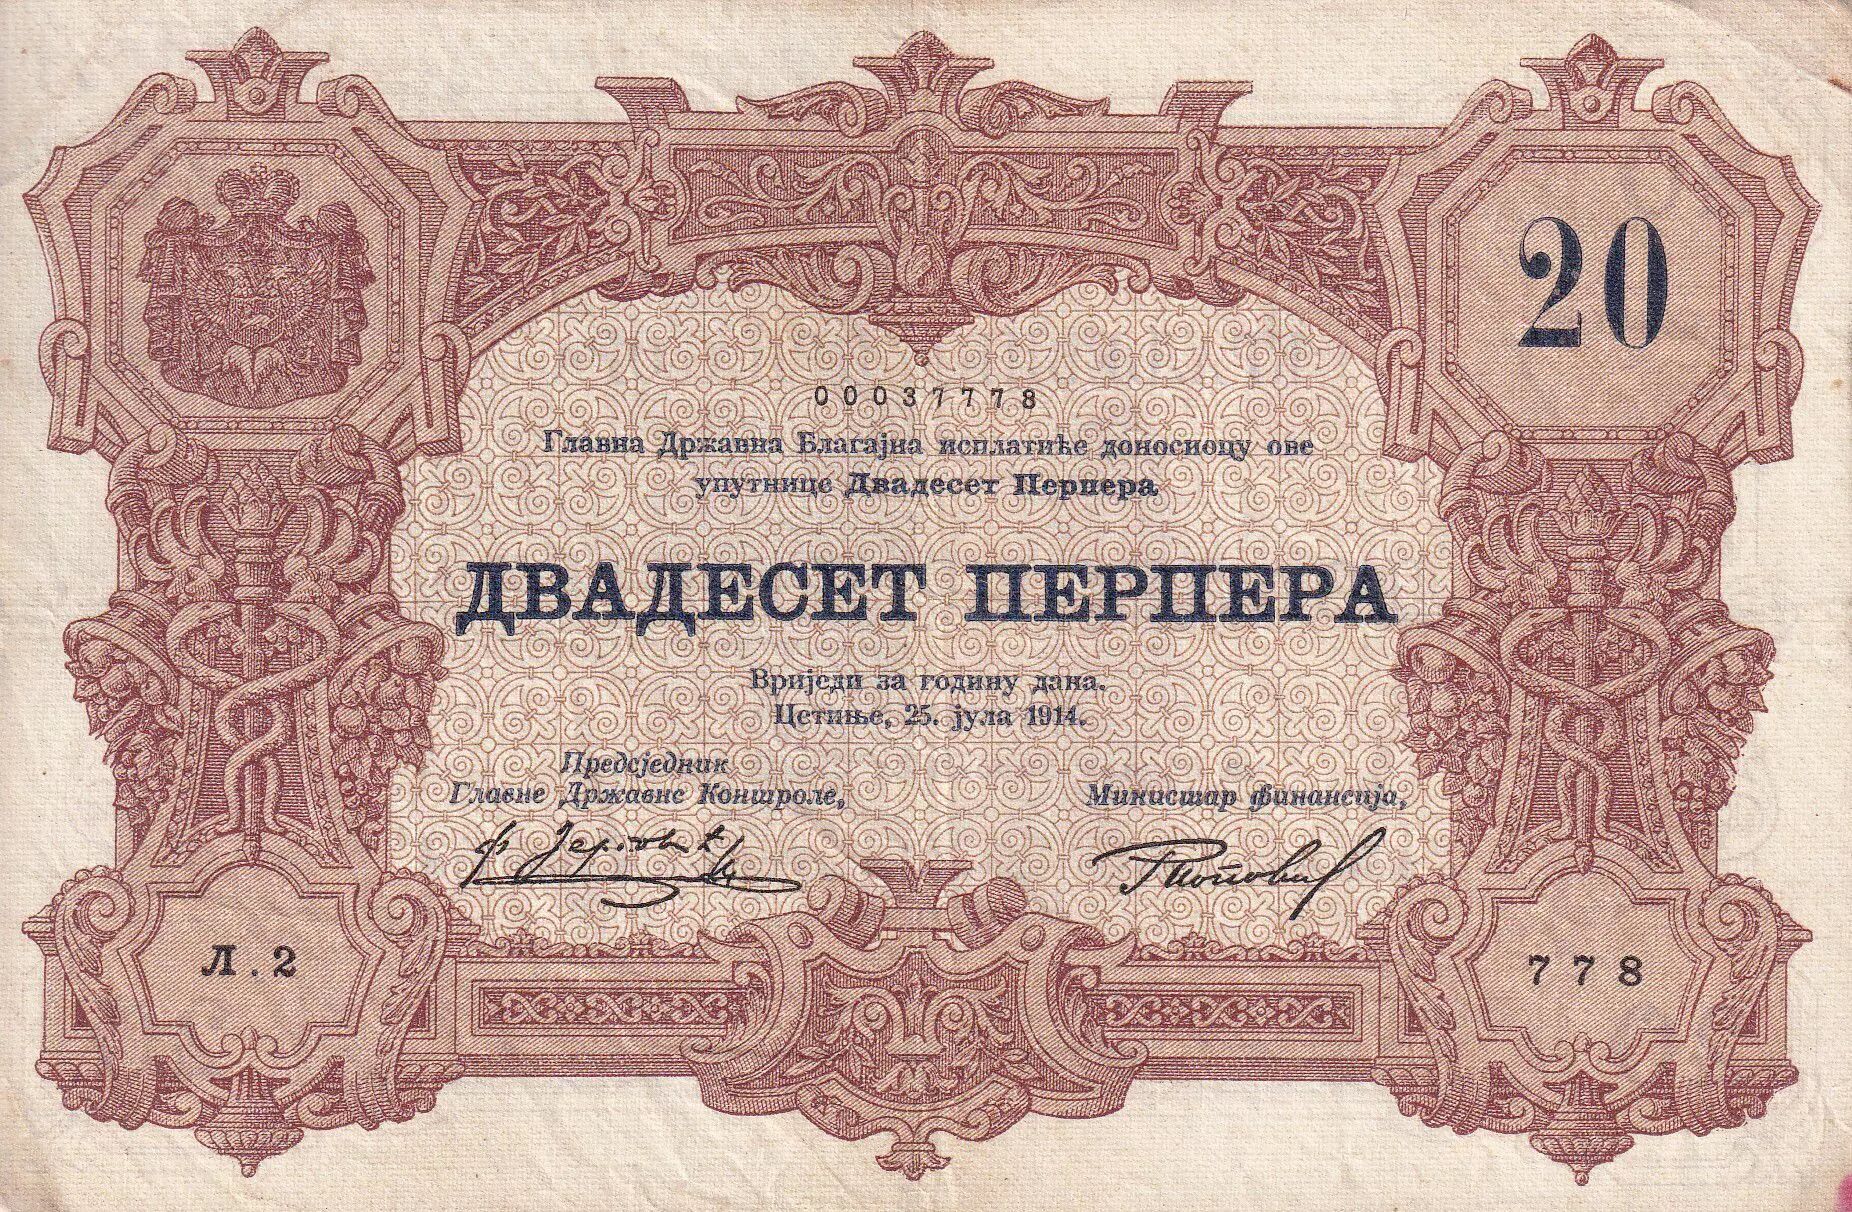 20
00037778
Главна Државна Благајна исплатиће доносиоцу ове
упутнице Двадесет Перпера
ДВАДЕСЕТ ПЕРПЕРА
Вриједи за годину дана.
Цетиње, 25. јула 1914.
Предсједник
Главне Државне Контроле,
Министар финансија,
Л.2
778